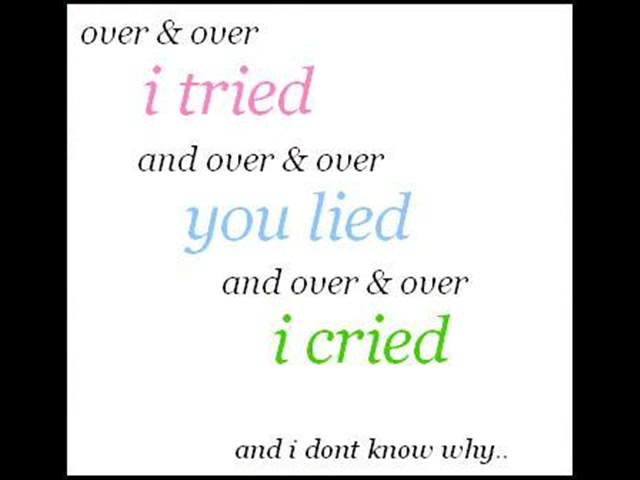 over & over
i tried
and over & over
you lied
and over & over
i cried
and i dont know why..